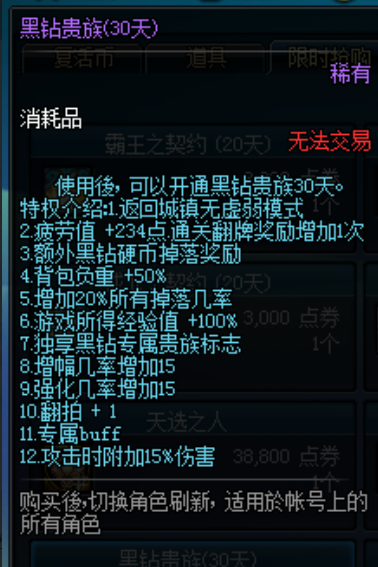 黑钻贵族(30天)
复活币
道具
限时抢购
稀有
消耗品
霸王之契约 (20天)
无法交易
点券
使用後，可以开通黑钻贵族30天。
特权介绍:1.返回城镇无虚弱模式
1个
2.疲劳值 +234点.通关翻牌奖励增加1次
3.额外黑钻硬币掉落奖励
4.背包负重 +50%
(20天)
5.增加20%所有掉落几率
6.游戏所得经验值 +100%
3,000 点券
7.独享黑钻专属贵族标志
1个
8.增幅几率增加15
9.强化几率增加15
10.翻拍 + 1
天选之人
11.专属buff
12.攻击时附加15%伤害
38,800 点券
1个
购买後,切换角色刷新, 适用於帐号上的
所有角色
黑钻贵族(30天)